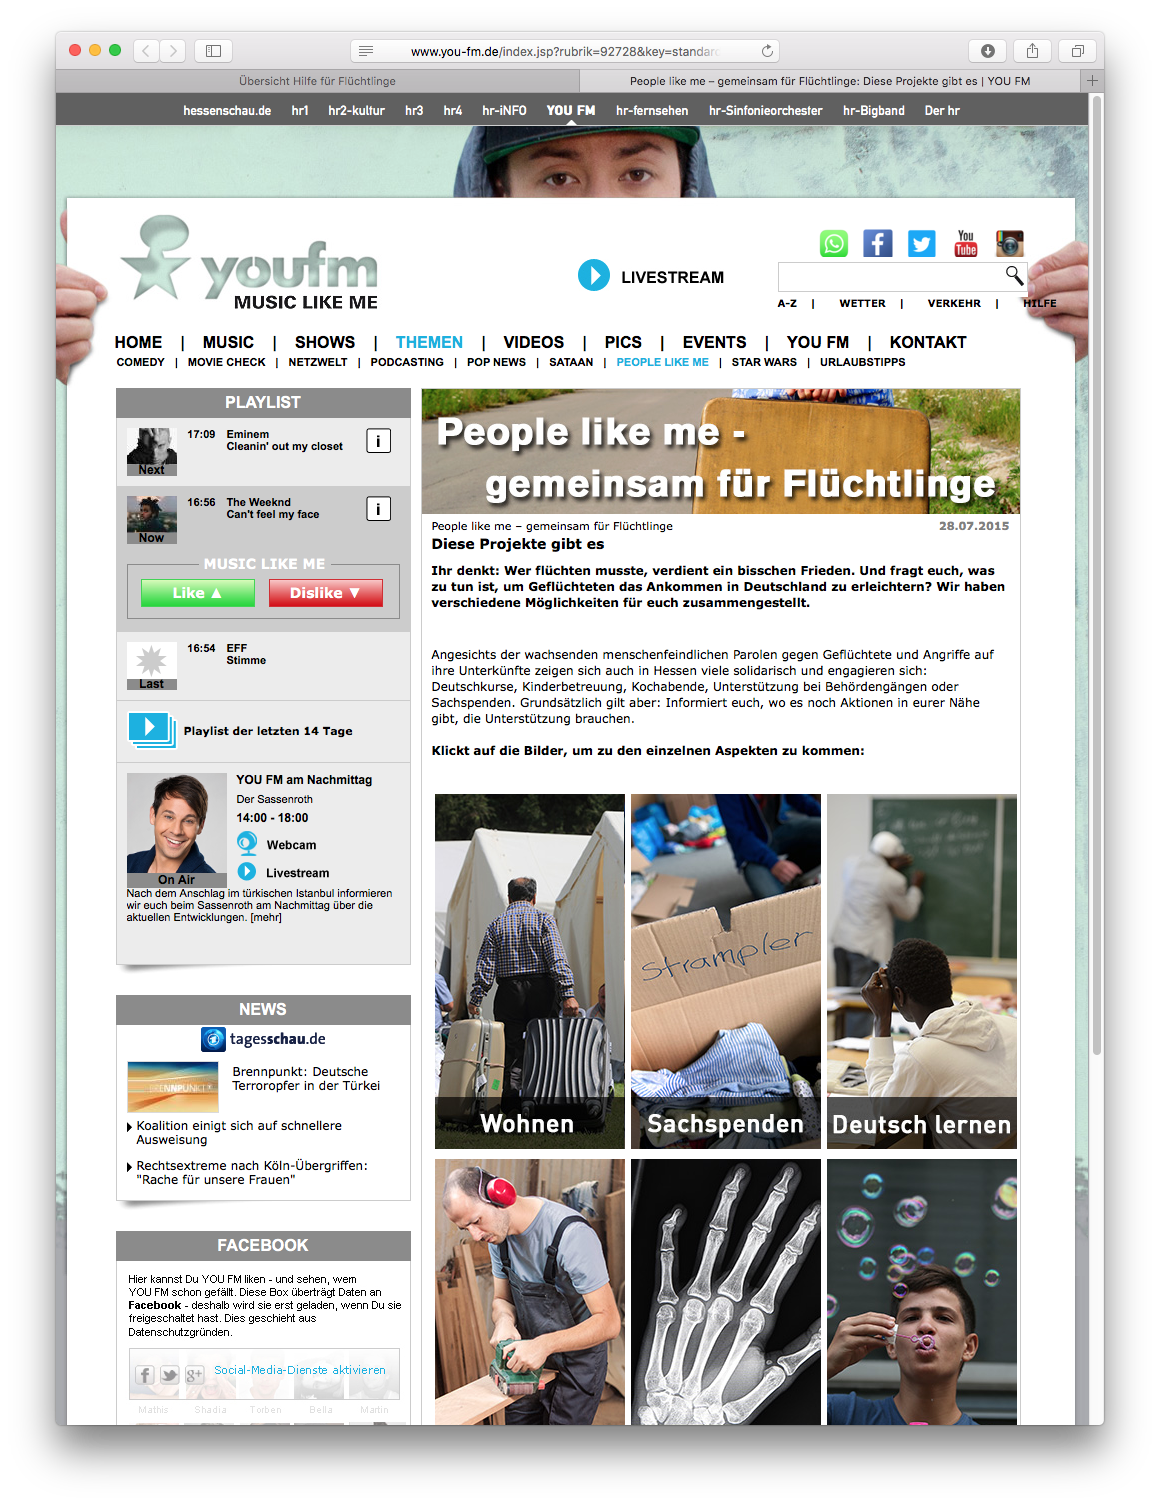 www.you-fm.de/index.jsp?rubrik=92728&key=standard
Übersicht Hilfe für Flüchtlinge
People like me – gemeinsam für Flüchtlinge: Diese Projekte gibt es | YOU FM
hessenschau.de hr1 hr2-kultur hr3 hr4 hr-iNFO YOU FM hr-fernsehen hr-Sinfonieorchester hr-Bigband Der hr
youfm
MUSIC LIKE ME
LIVESTREAM
You
Tube
A-Z | WETTER | VERKEHR | HILFE
HOME | MUSIC | SHOWS | THEMEN | VIDEOS | PICS | EVENTS | YOU FM | KONTAKT
COMEDY | MOVIE CHECK | NETZWELT | PODCASTING | POP NEWS | SATAAN | PEOPLE LIKE ME | STAR WARS | URLAUBSTIPPS
PLAYLIST
17:09 Eminem
Cleanin' out my closet
i
Next
16:56 The Weeknd
Can't feel my face
i
Now
MUSIC LIKE ME
Like ▲
Dislike ▼
16:54 EFF
Stimme
Last
Playlist der letzten 14 Tage
YOU FM am Nachmittag
Der Sassenroth
14:00 - 18:00
Webcam
Livestream
On Air
Nach dem Anschlag im türkischen Istanbul informieren
wir euch beim Sassenroth am Nachmittag über die
aktuellen Entwicklungen. [mehr]
NEWS
tagesschau.de
BRENNPUNKT
Brennpunkt: Deutsche
Terroropfer in der Türkei
Koalition einigt sich auf schnellere
Ausweisung
Rechtsextreme nach Köln-Übergriffen:
"Rache für unsere Frauen"
FACEBOOK
Hier kannst Du YOU FM liken - und sehen, wem
YOU FM schon gefällt. Diese Box überträgt Daten an
Facebook - deshalb wird sie erst geladen, wenn Du sie
freigeschaltet hast. Dies geschieht aus
Datenschutzgründen.
Social-Media-Dienste aktivieren
Mathis Shadia Torben Bella Martin
People like me -
gemeinsam für Flüchtlinge
People like me – gemeinsam für Flüchtlinge
28.07.2015
Diese Projekte gibt es
Ihr denkt: Wer flüchten musste, verdient ein bisschen Frieden. Und fragt euch, was
zu tun ist, um Geflüchteten das Ankommen in Deutschland zu erleichtern? Wir haben
verschiedene Möglichkeiten für euch zusammengestellt.
Angesichts der wachsenden menschenfeindlichen Parolen gegen Geflüchtete und Angriffe auf
ihre Unterkünfte zeigen sich auch in Hessen viele solidarisch und engagieren sich:
Deutschkurse, Kinderbetreuung, Kochabende, Unterstützung bei Behördengängen oder
Sachspenden. Grundsätzlich gilt aber: Informiert euch, wo es noch Aktionen in eurer Nähe
gibt, die Unterstützung brauchen.
Klickt auf die Bilder, um zu den einzelnen Aspekten zu kommen:
Strampler
Wohnen
Sachspenden
Deutsch lernen